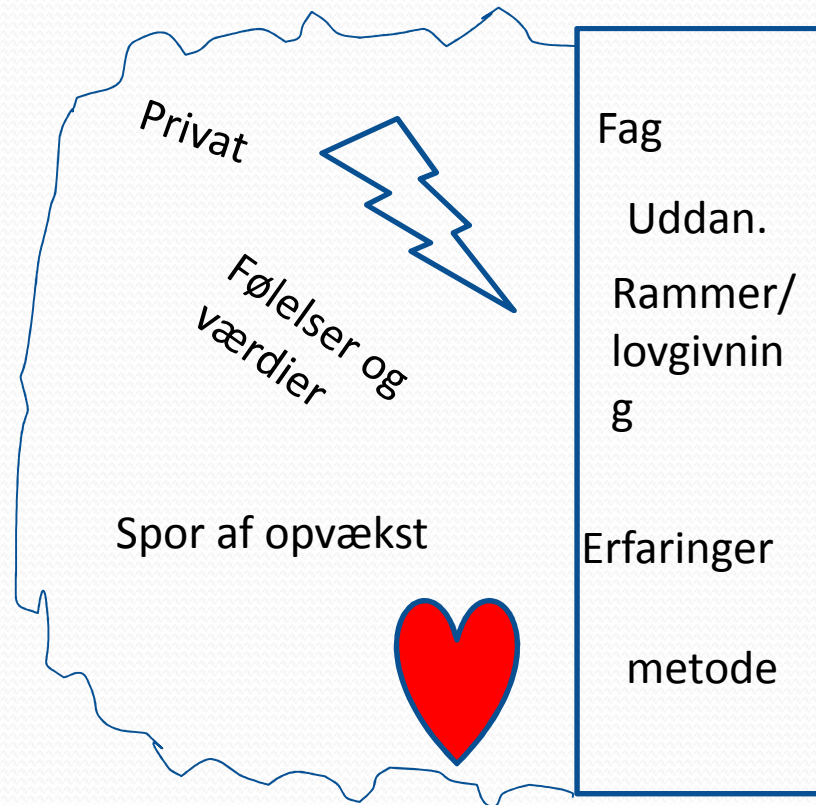 Privat
Følelser og
værdier
Spor af opvækst
Fag
Uddan.
Rammer/
lovgivnin
g
Erfaringer
metode